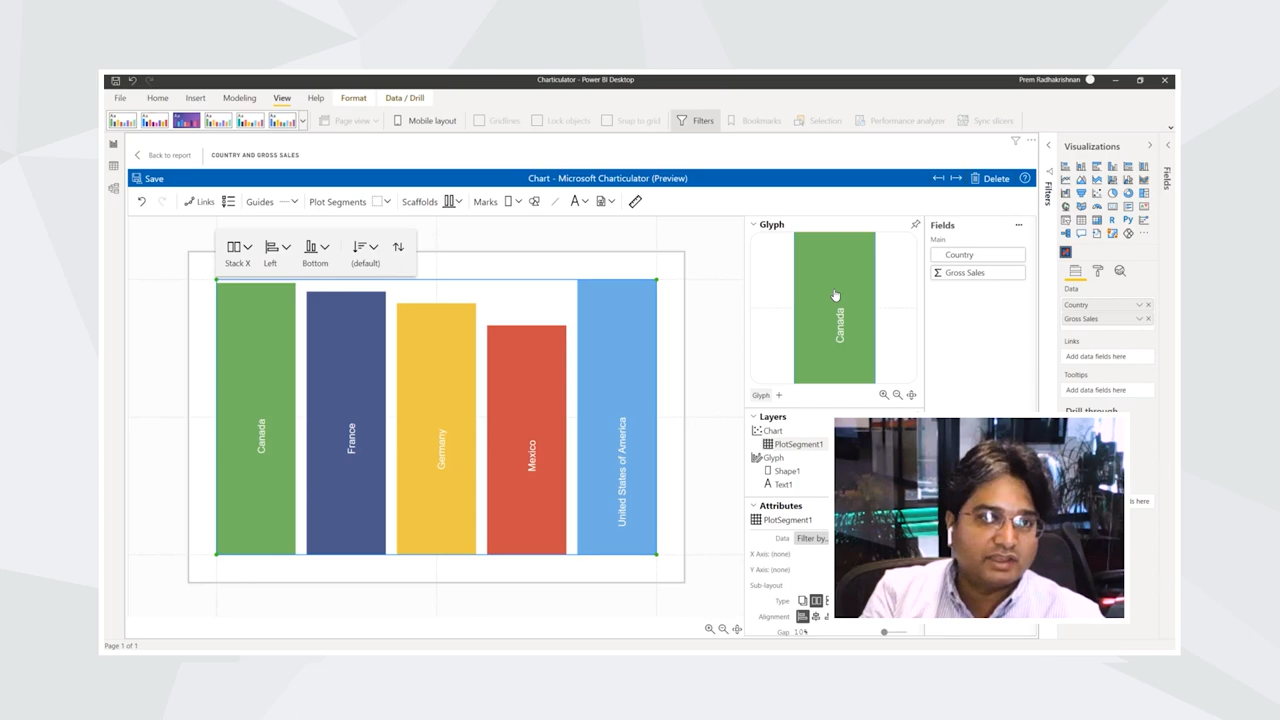 Charticulator - Power BI Desktop
Prem Radhakrishnan
File Home Insert Modeling View Help Format Data / Drill
Page view Mobile layout Gridlines Lock objects Snap to grid Filters Bookmarks Selection Performance analyzer Sync slicers
Back to report COUNTRY AND GROSS SALES
Save Chart - Microsoft Charticulator (Preview) Delete
Links Guides Plot Segments Scaffolds Marks
Stack X Left Bottom (default)
Canada
France
Germany
Mexico
United States of America
Glyph
Canada
Glyph +
Layers
Chart
PlotSegment1
Glyph
Shape1
Text1
Attributes
PlotSegment1
Data Filter by..
X Axis: (none)
Y Axis: (none)
Sub-layout
Type
Alignment
Gap 10%
Fields
Main
Country
Σ Gross Sales
Filters
Visualizations
R Py
Data
Country
Gross Sales
Links
Add data fields here
Tooltips
Add data fields here
Drill through
s here
Fields
Page 1 of 1